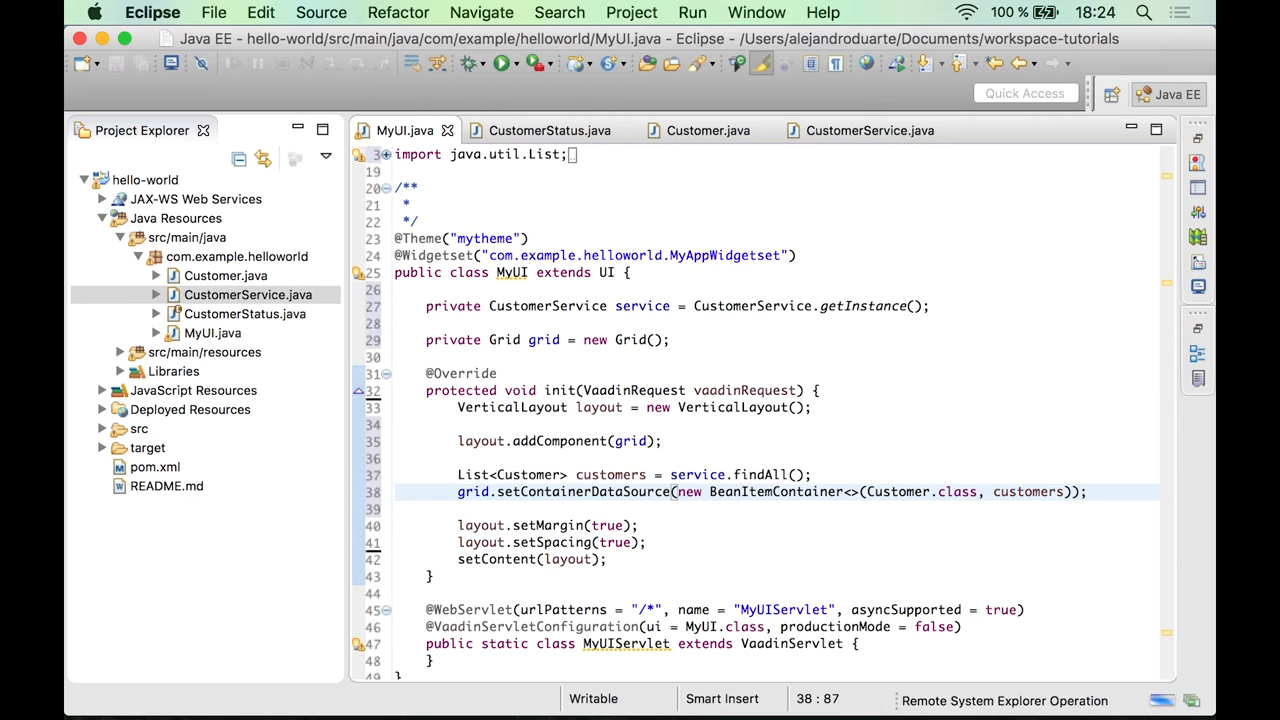 Eclipse File Edit Source Refactor Navigate Search Project Run Window Help 100 % 18:24
Java EE - hello-world/src/main/java/com/example/helloworld/MyUI.java - Eclipse - /Users/alejandroduarte/Documents/workspace-tutorials
Quick Access Java EE
Project Explorer
hello-world
JAX-WS Web Services
Java Resources
src/main/java
com.example.helloworld
Customer.java
CustomerService.java
CustomerStatus.java
MyUI.java
src/main/resources
Libraries
JavaScript Resources
Deployed Resources
src
target
pom.xml
README.md
MyUI.java CustomerStatus.java Customer.java CustomerService.java
3 import java.util.List;
19
20 /**
21 *
22 */
23 @Theme("mytheme")
24 @Widgetset("com.example.helloworld.MyAppWidgetset")
25 public class MyUI extends UI {
26
27 private CustomerService service = CustomerService.getInstance();
28
29 private Grid grid = new Grid();
30
31 @Override
32 protected void init(VaadinRequest vaadinRequest) {
33 VerticalLayout layout = new VerticalLayout();
34
35 layout.addComponent(grid);
36
37 List<Customer> customers = service.findAll();
38 grid.setContainerDataSource(new BeanItemContainer<>(Customer.class, customers));
39
40 layout.setMargin(true);
41 layout.setSpacing(true);
42 setContent(layout);
43 }
44
45 @WebServlet(urlPatterns = "/*", name = "MyUIServlet", asyncSupported = true)
46 @VaadinServletConfiguration(ui = MyUI.class, productionMode = false)
47 public static class MyUIServlet extends VaadinServlet {
48 }
49 }
Writable Smart Insert 38 : 87 Remote System Explorer Operation